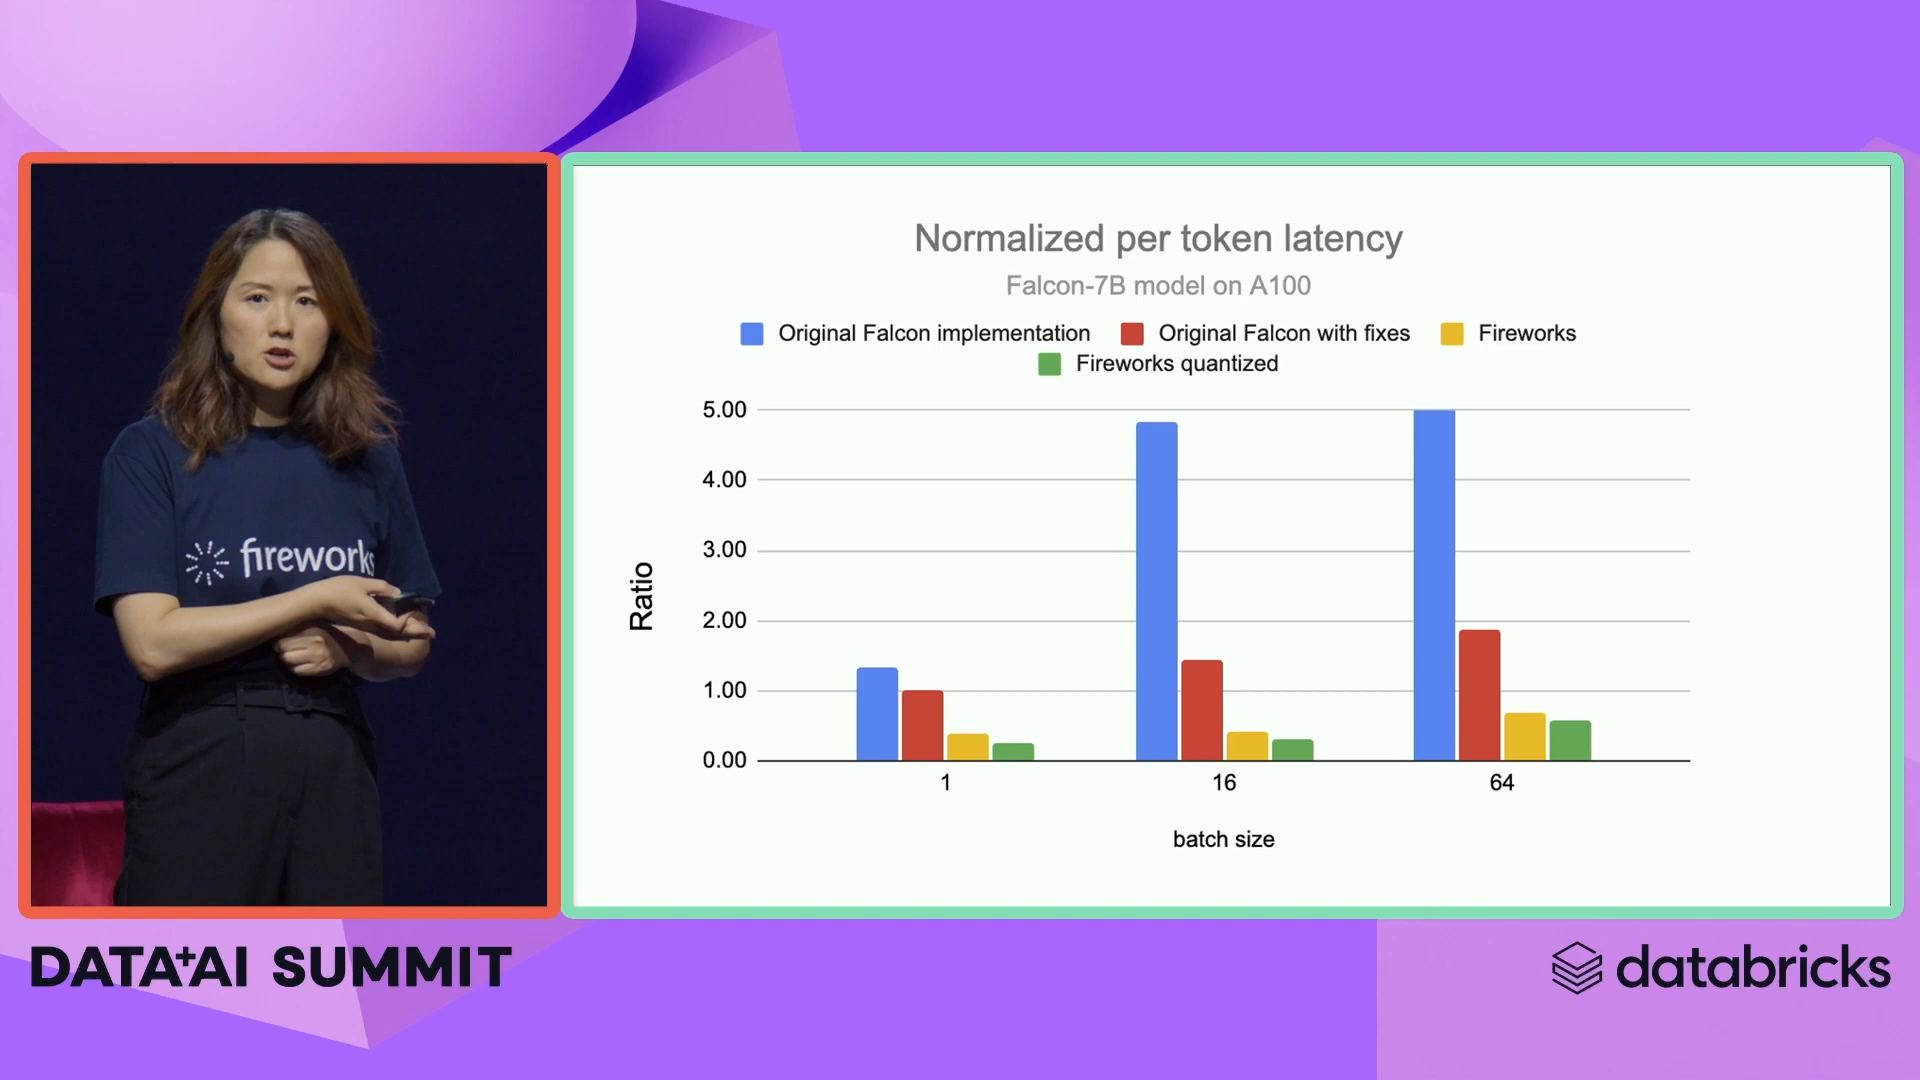 fireworks
Normalized per token latency
Falcon-7B model on A100
Original Falcon implementation Original Falcon with fixes Fireworks
Fireworks quantized
5.00
4.00
3.00
2.00
1.00
0.00
Ratio
1 16 64
batch size
DATA+AI SUMMIT
databricks